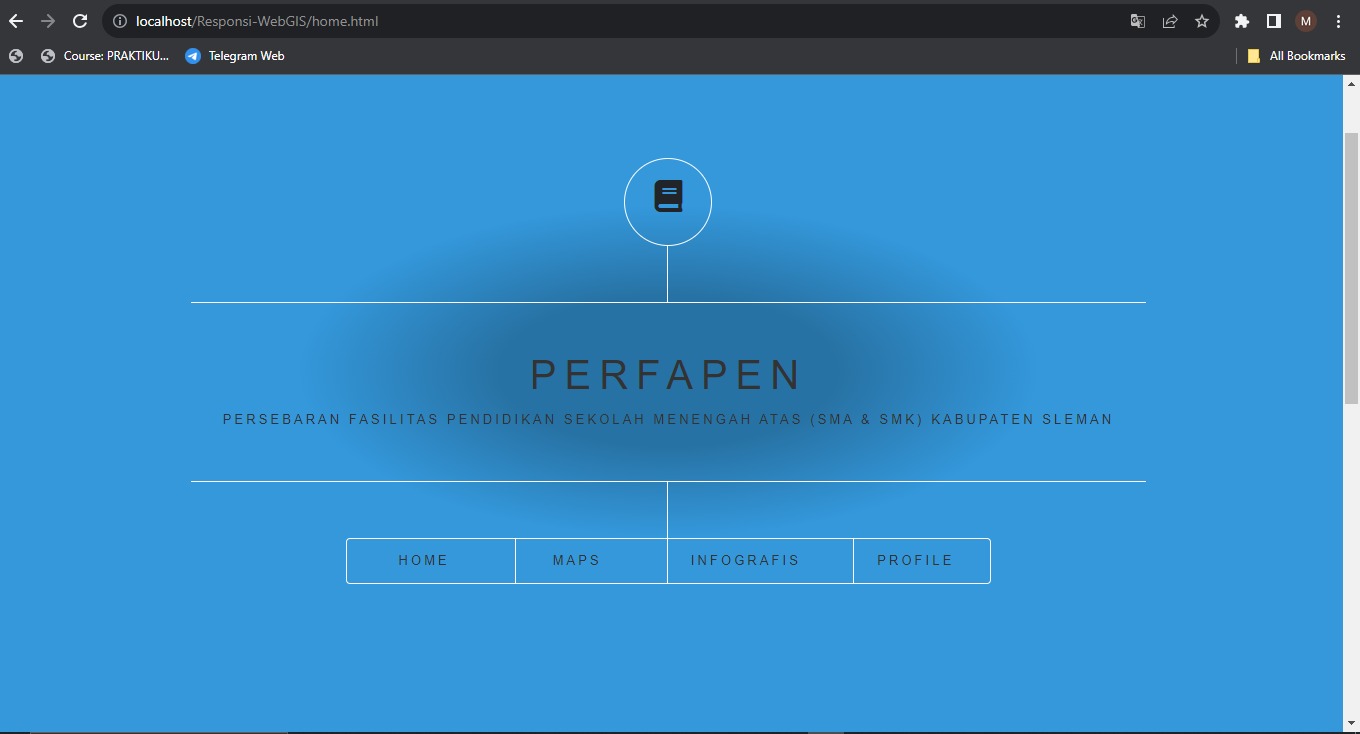 localhost/Responsi-WebGIS/home.html
M
Course: PRAKTIKU... Telegram Web All Bookmarks
PERFAPEN
PERSEBARAN FASILITAS PENDIDIKAN SEKOLAH MENENGAH ATAS (SMA & SMK) KABUPATEN SLEMAN
HOME MAPS INFOGRAFIS PROFILE